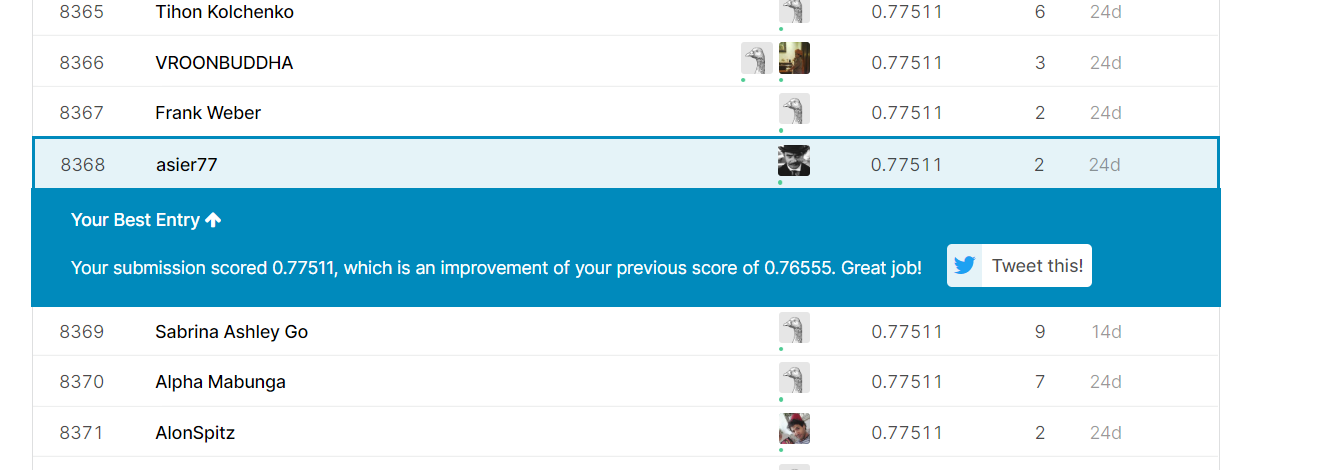 8365 Tihon Kolchenko 0.77511 6 24d
8366 VROONBUDDHA 0.77511 3 24d
8367 Frank Weber 0.77511 2 24d
8368 asier77 0.77511 2 24d
Your Best Entry
Your submission scored 0.77511, which is an improvement of your previous score of 0.76555. Great job! Tweet this!
8369 Sabrina Ashley Go 0.77511 9 14d
8370 Alpha Mabunga 0.77511 7 24d
8371 AlonSpitz 0.77511 2 24d